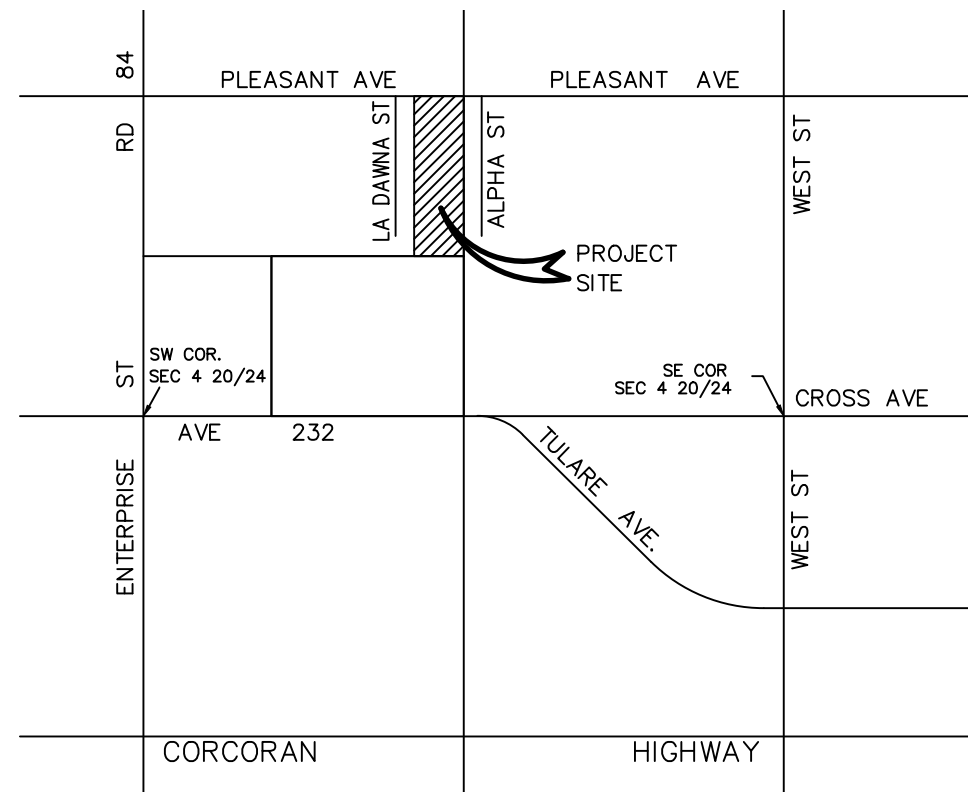 PLEASANT AVE
PLEASANT AVE
RD 84
LA DAWNA ST
ALPHA ST
WEST ST
PROJECT
SITE
SW COR.
SEC 4 20/24
SE COR
SEC 4 20/24
CROSS AVE
AVE 232
ENTERPRISE ST
TULARE AVE.
WEST ST
CORCORAN HIGHWAY